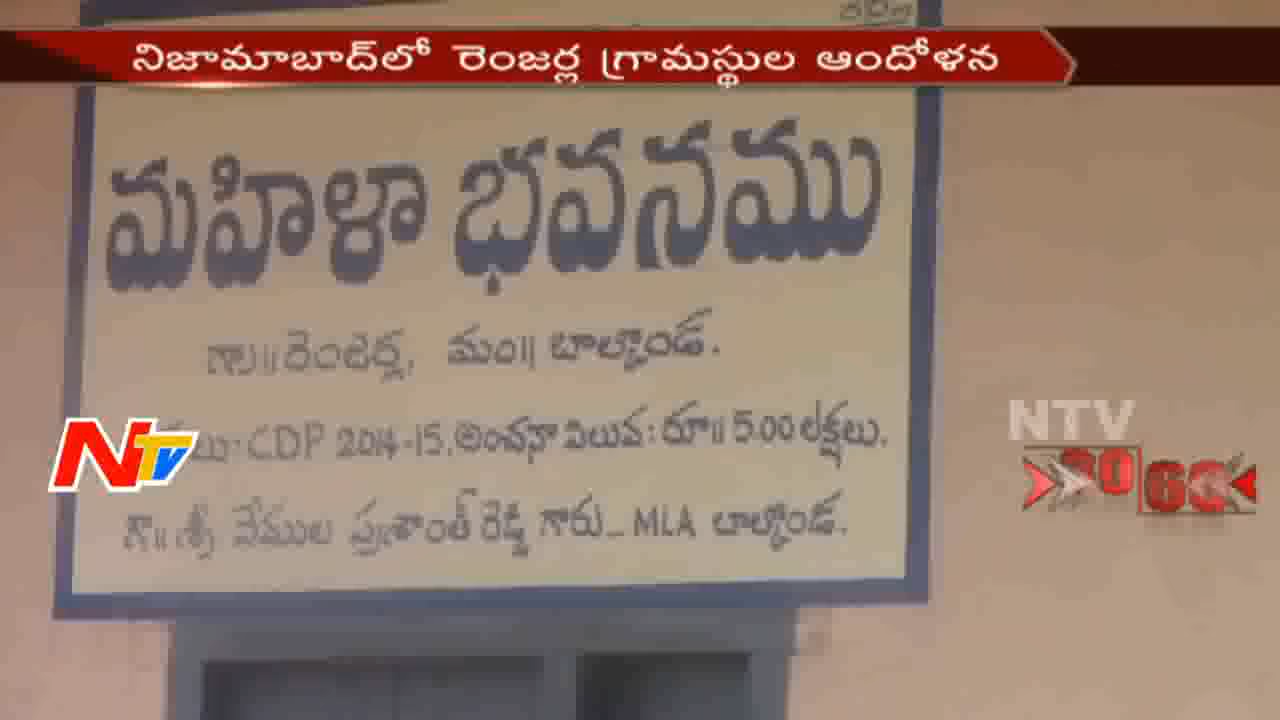 నిజామాబాద్‌లో రెంజర్ల గ్రామస్థుల ఆందోళన
మహిళా భవనము
గ్రా॥ రెంజర్ల, మం॥ బాల్కొండ.
CDP 2014-15. అంచనా విలువ: రూ॥ 5.00 లక్షలు.
గౌ॥ శ్రీ వేముల ప్రశాంత్ రెడ్డి గారు_ MLA బాల్కొండ.
NTV
NTV